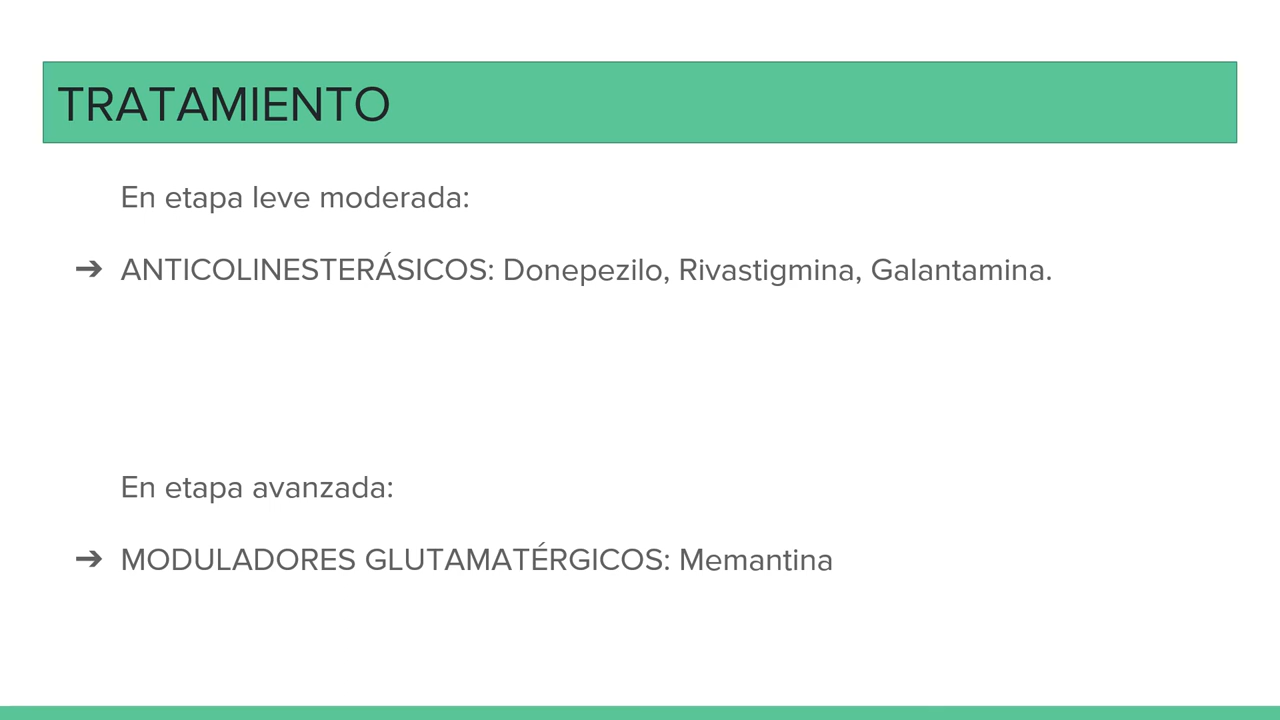 TRATAMIENTO
En etapa leve moderada:
➔ ANTICOLINESTERÁSICOS: Donepezilo, Rivastigmina, Galantamina.
En etapa avanzada:
➔ MODULADORES GLUTAMATÉRGICOS: Memantina